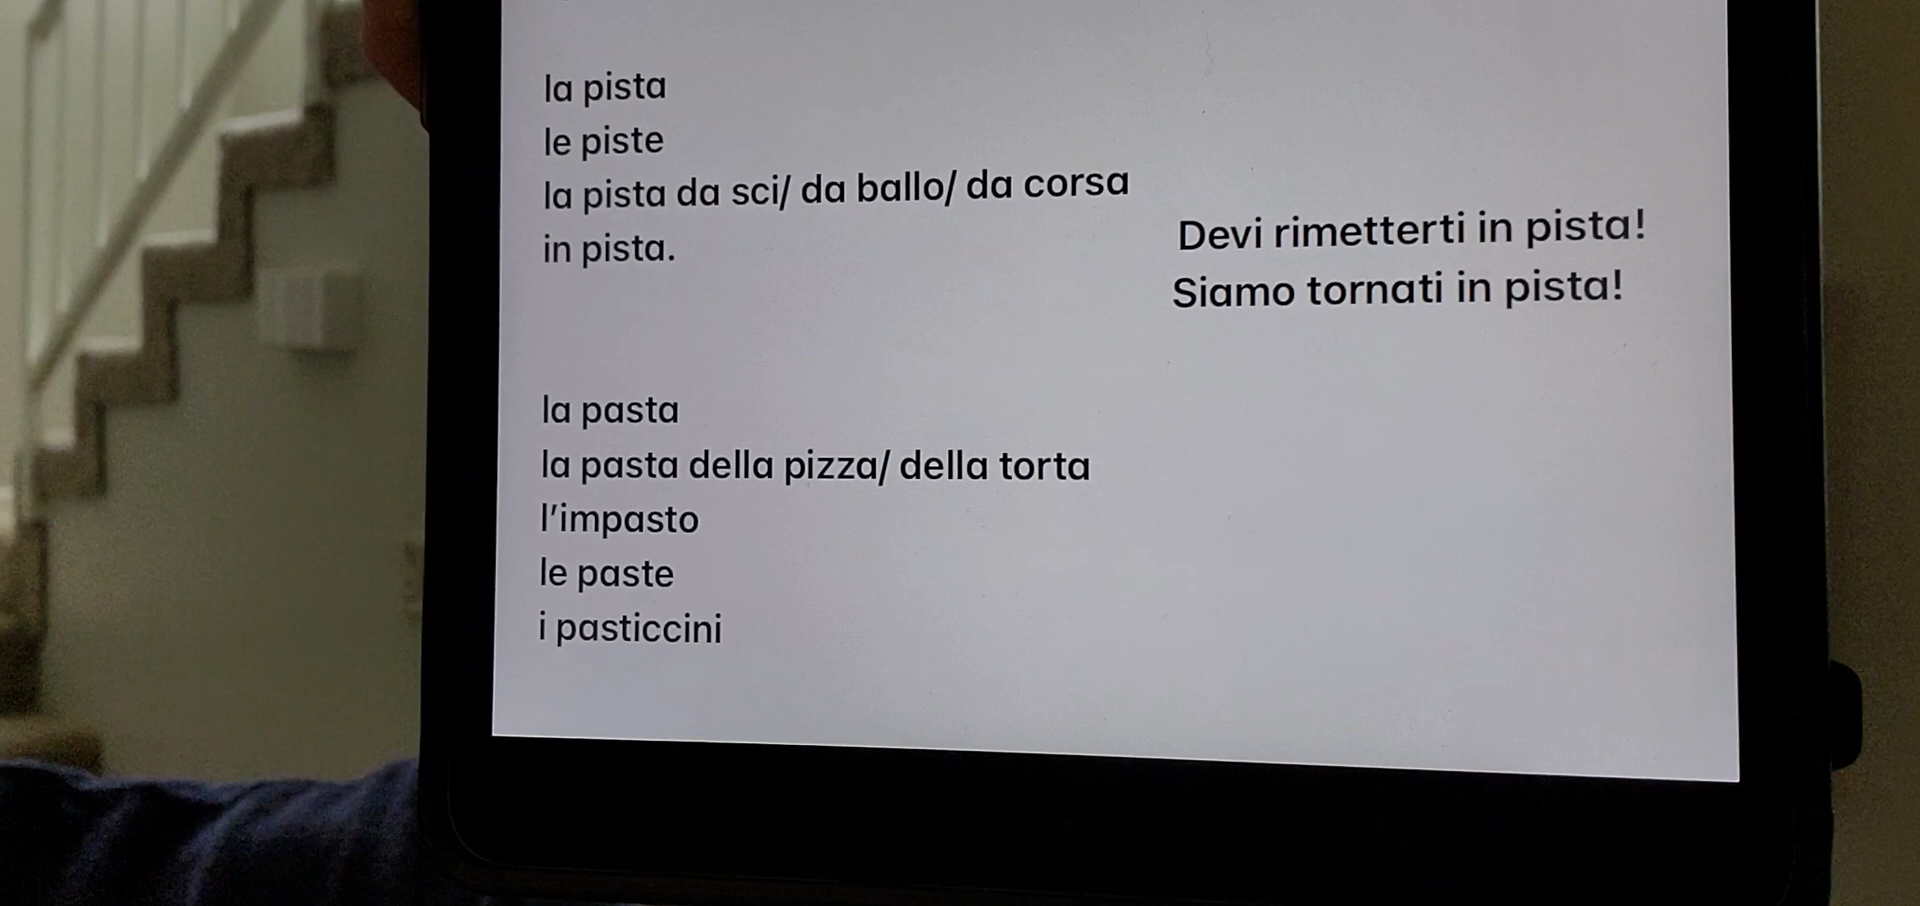 la pista
le piste
la pista da sci/ da ballo/ da corsa
in pista.
Devi rimetterti in pista!
Siamo tornati in pista!
la pasta
la pasta della pizza/ della torta
l'impasto
le paste
i pasticcini